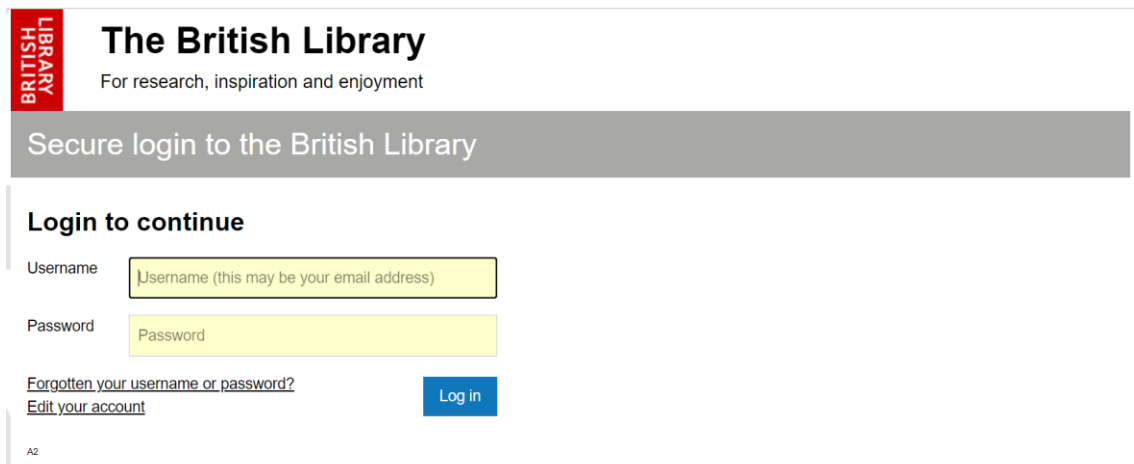 BRITISH
LIBRARY
The British Library
For research, inspiration and enjoyment
Secure login to the British Library
Login to continue
Username
Username (this may be your email address)
Password
Password
Forgotten your username or password?
Log in
Edit your account
A2